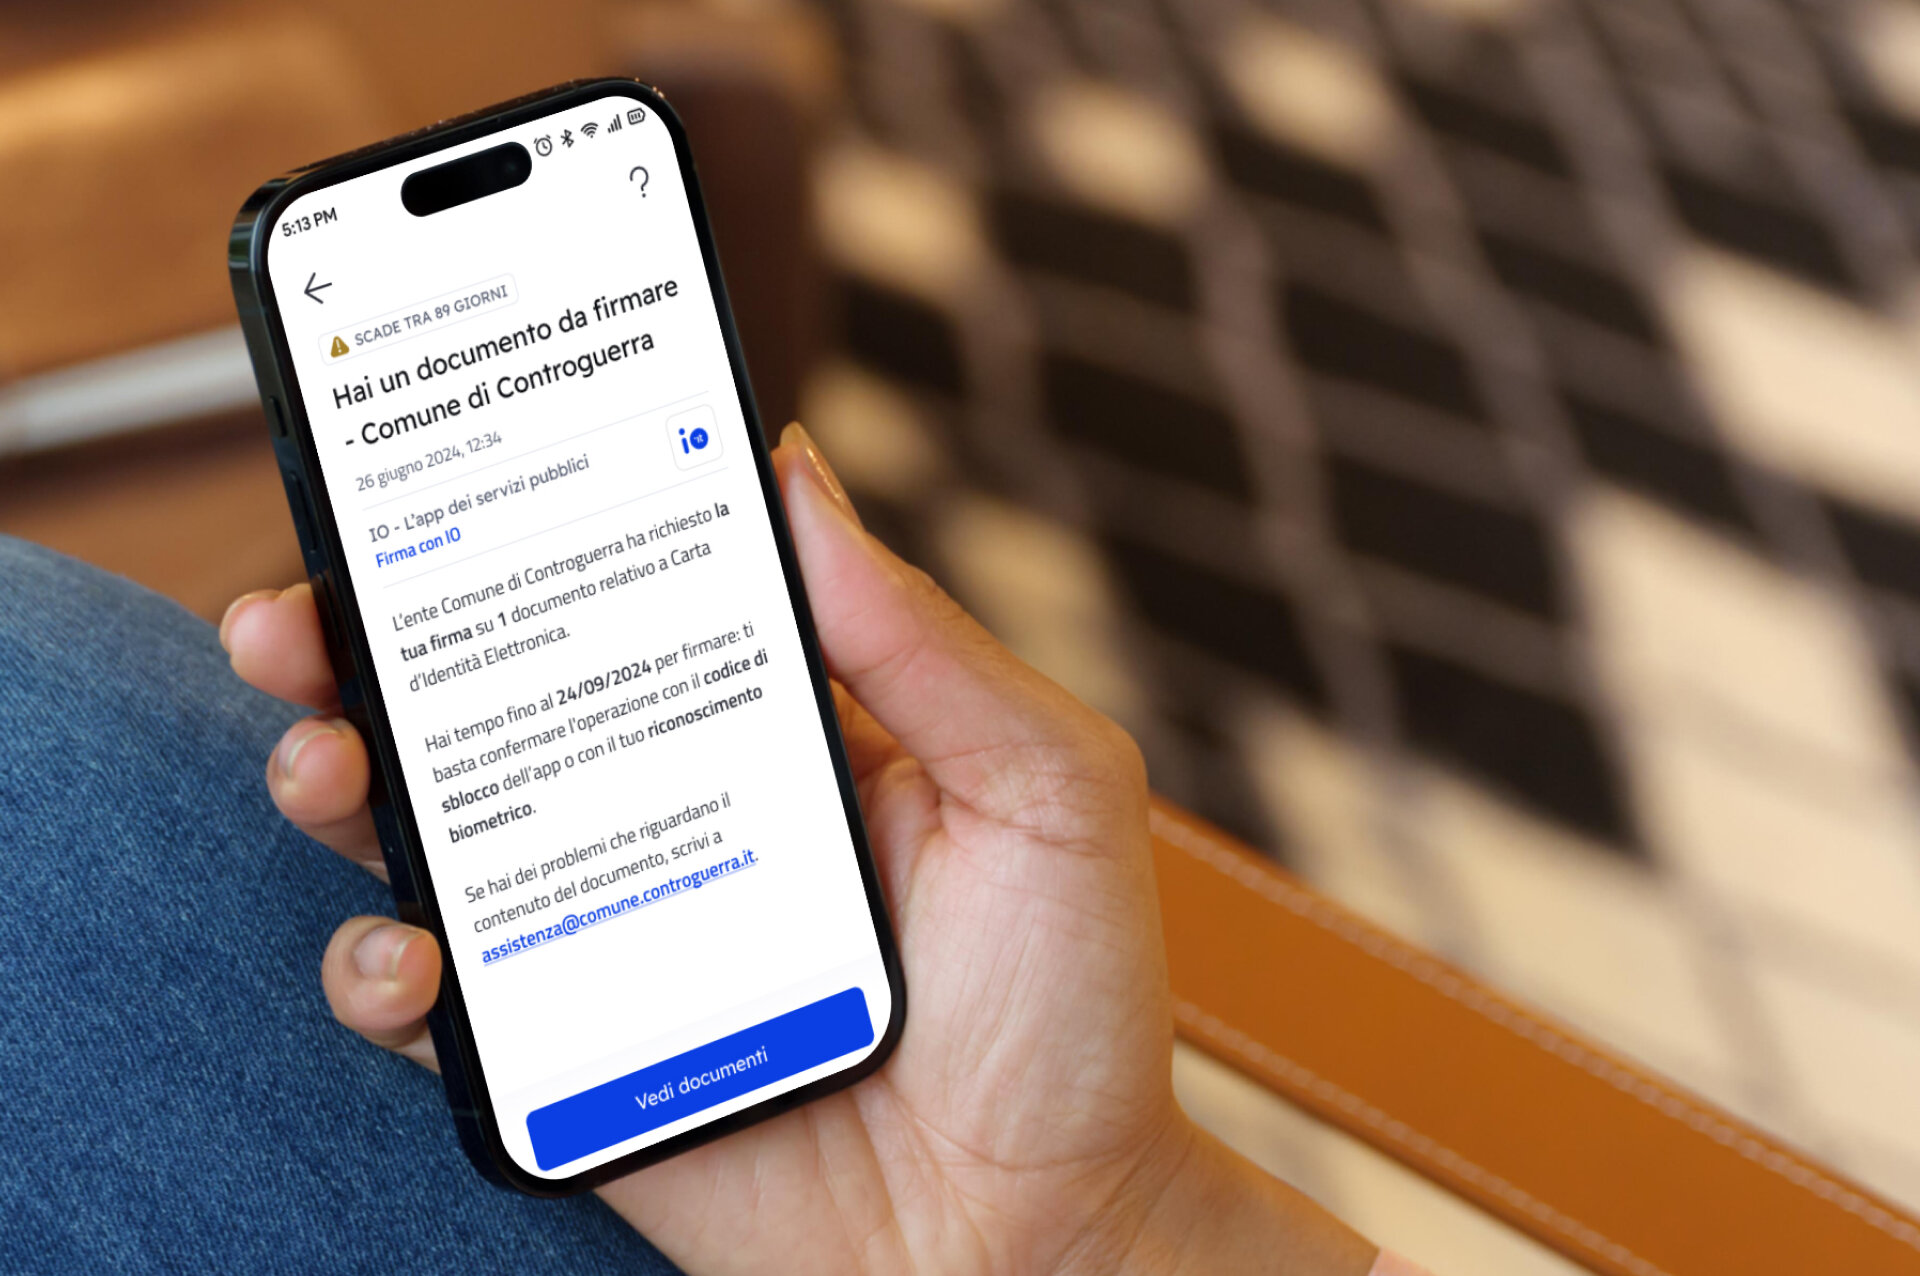 5:13 PM
?
SCADE TRA 89 GIORNI
Hai un documento da firmare
- Comune di Controguerra
26 giugno 2024, 12:34
IO - L'app dei servizi pubblici
Firma con IO
io
L'ente Comune di Controguerra ha richiesto la
tua firma su 1 documento relativo a Carta
d'Identità Elettronica.
Hai tempo fino al 24/09/2024 per firmare: ti
basta confermare l'operazione con il codice di
sblocco dell'app o con il tuo riconoscimento
biometrico.
Se hai dei problemi che riguardano il
contenuto del documento, scrivi a
assistenza@comune.controguerra.it.
Vedi documenti